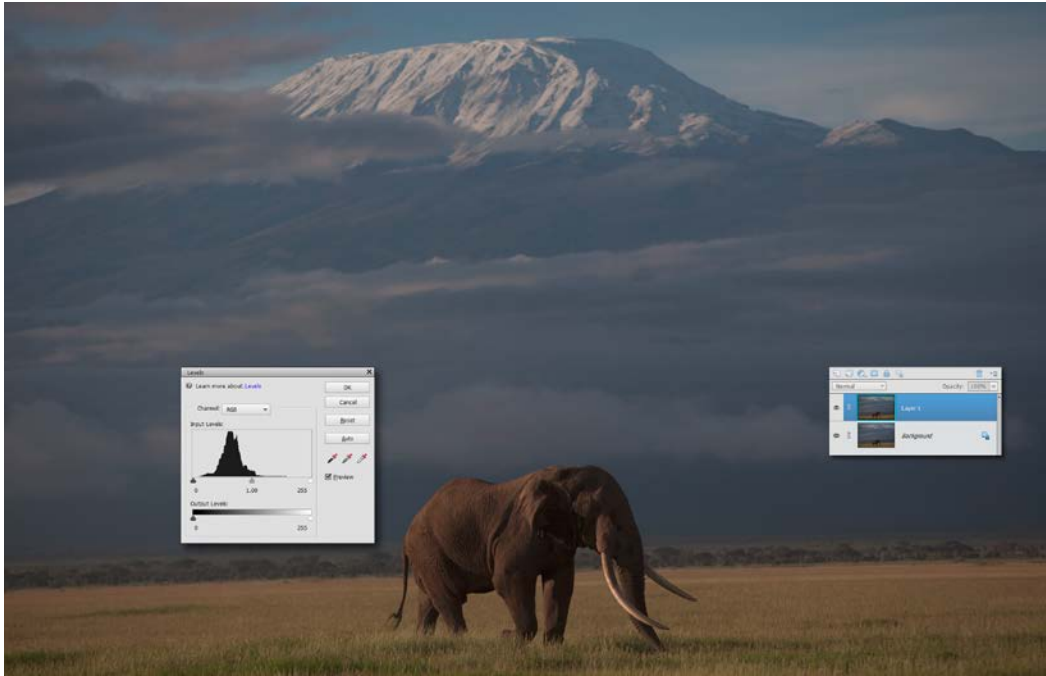 Levels
Learn more about: Levels
OK
Cancel
Reset
Auto
Channel: RGB
Input Levels:
0 1.00 255
Preview
Output Levels:
0 255
Normal Opacity: 100%
Layer 1
Background